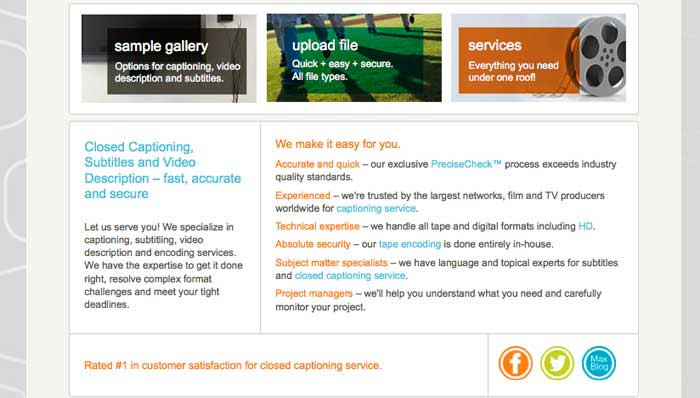 sample gallery
Options for captioning, video
description and subtitles.
upload file
Quick + easy + secure.
All file types.
services
Everything you need
under one roof!
Closed Captioning,
Subtitles and Video
Description – fast, accurate
and secure
Let us serve you! We specialize in
captioning, subtitling, video
description and encoding services.
We have the expertise to get it done
right, resolve complex format
challenges and meet your tight
deadlines.
We make it easy for you.
Accurate and quick – our exclusive PreciseCheck™ process exceeds industry
quality standards.
Experienced – we're trusted by the largest networks, film and TV producers
worldwide for captioning service.
Technical expertise – we handle all tape and digital formats including HD.
Absolute security – our tape encoding is done entirely in-house.
Subject matter specialists – we have language and topical experts for subtitles
and closed captioning service.
Project managers – we'll help you understand what you need and carefully
monitor your project.
Rated #1 in customer satisfaction for closed captioning service.
Max
Blog